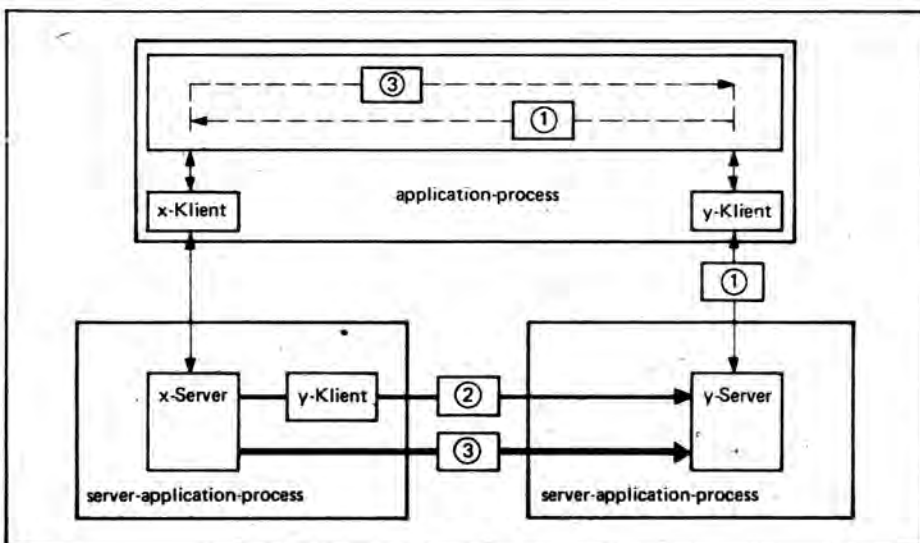 ③
①
application-process
x-Klient
y-Klient
①
x-Server
y-Klient
②
y-Server
③
server-application-process
server-application-process